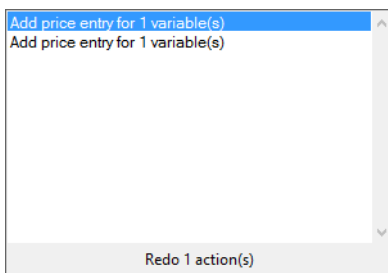 Add price entry for 1 variable(s)
Add price entry for 1 variable(s)
Redo 1 action(s)